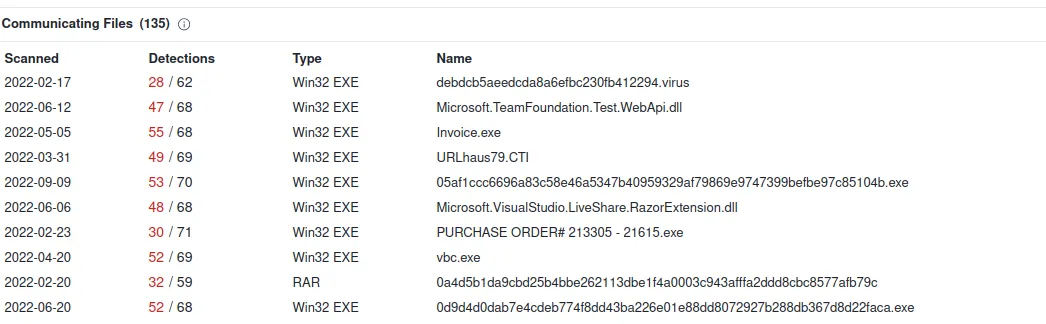 Communicating Files (135)
Scanned Detections Type Name
2022-02-17 28 / 62 Win32 EXE debdcb5aeedcda8a6efbc230fb412294.virus
2022-06-12 47 / 68 Win32 EXE Microsoft.TeamFoundation.Test.WebApi.dll
2022-05-05 55 / 68 Win32 EXE Invoice.exe
2022-03-31 49 / 69 Win32 EXE URLhaus79.CTI
2022-09-09 53 / 70 Win32 EXE 05af1ccc6696a83c58e46a5347b40959329af79869e9747399befbe97c85104b.exe
2022-06-06 48 / 68 Win32 EXE Microsoft.VisualStudio.LiveShare.RazorExtension.dll
2022-02-23 30 / 71 Win32 EXE PURCHASE ORDER# 213305 - 21615.exe
2022-04-20 52 / 69 Win32 EXE vbc.exe
2022-02-20 32 / 59 RAR 0a4d5b1da9cbd25b4bbe262113dbe1f4a0003c943afffa2ddd8cbc8577afb79c
2022-06-20 52 / 68 Win32 EXE 0d9d4d0dab7e4cdeb774f8dd43ba226e01e88dd8072927b288db367d8d22faca.exe